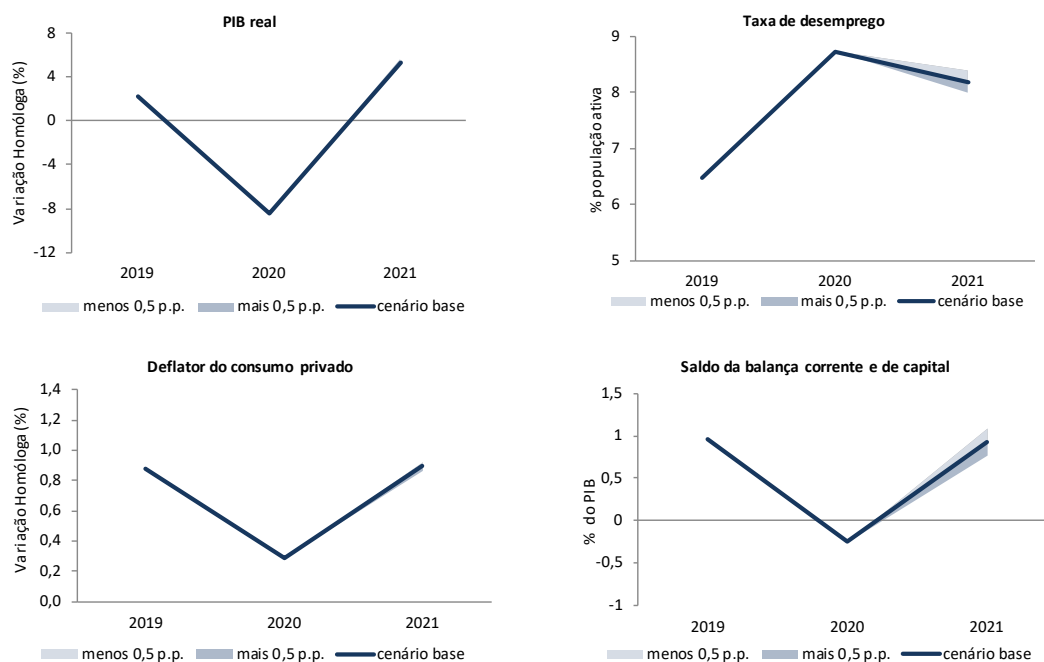 PIB real
Variação Homóloga (%)
8
4
0
-4
-8
-12
2019 2020 2021
menos 0,5 p.p. mais 0,5 p.p. cenário base
Taxa de desemprego
% população ativa
9
8
7
6
5
2019 2020 2021
menos 0,5 p.p. mais 0,5 p.p. cenário base
Deflator do consumo privado
Variação Homóloga (%)
1,4
1,2
1,0
0,8
0,6
0,4
0,2
0,0
2019 2020 2021
menos 0,5 p.p. mais 0,5 p.p. cenário base
Saldo da balança corrente e de capital
% do PIB
1,5
1
0,5
0
-0,5
-1
2019 2020 2021
menos 0,5 p.p. mais 0,5 p.p. cenário base